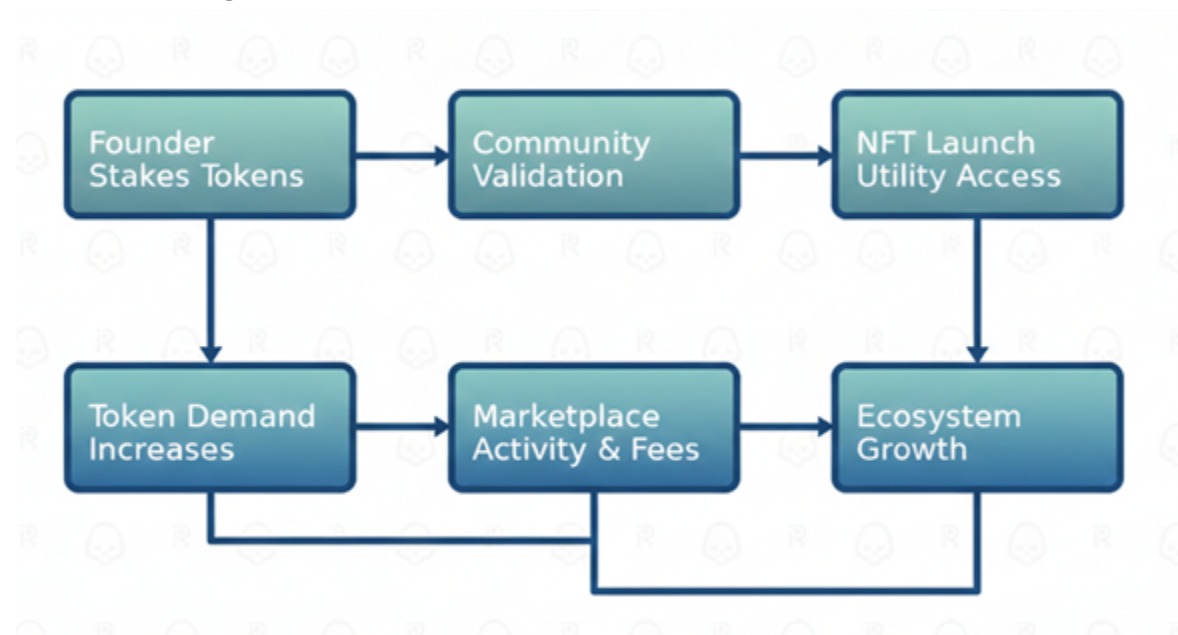 Founder
Stakes Tokens
Community
Validation
NFT Launch
Utility Access
Token Demand
Increases
Marketplace
Activity & Fees
Ecosystem
Growth